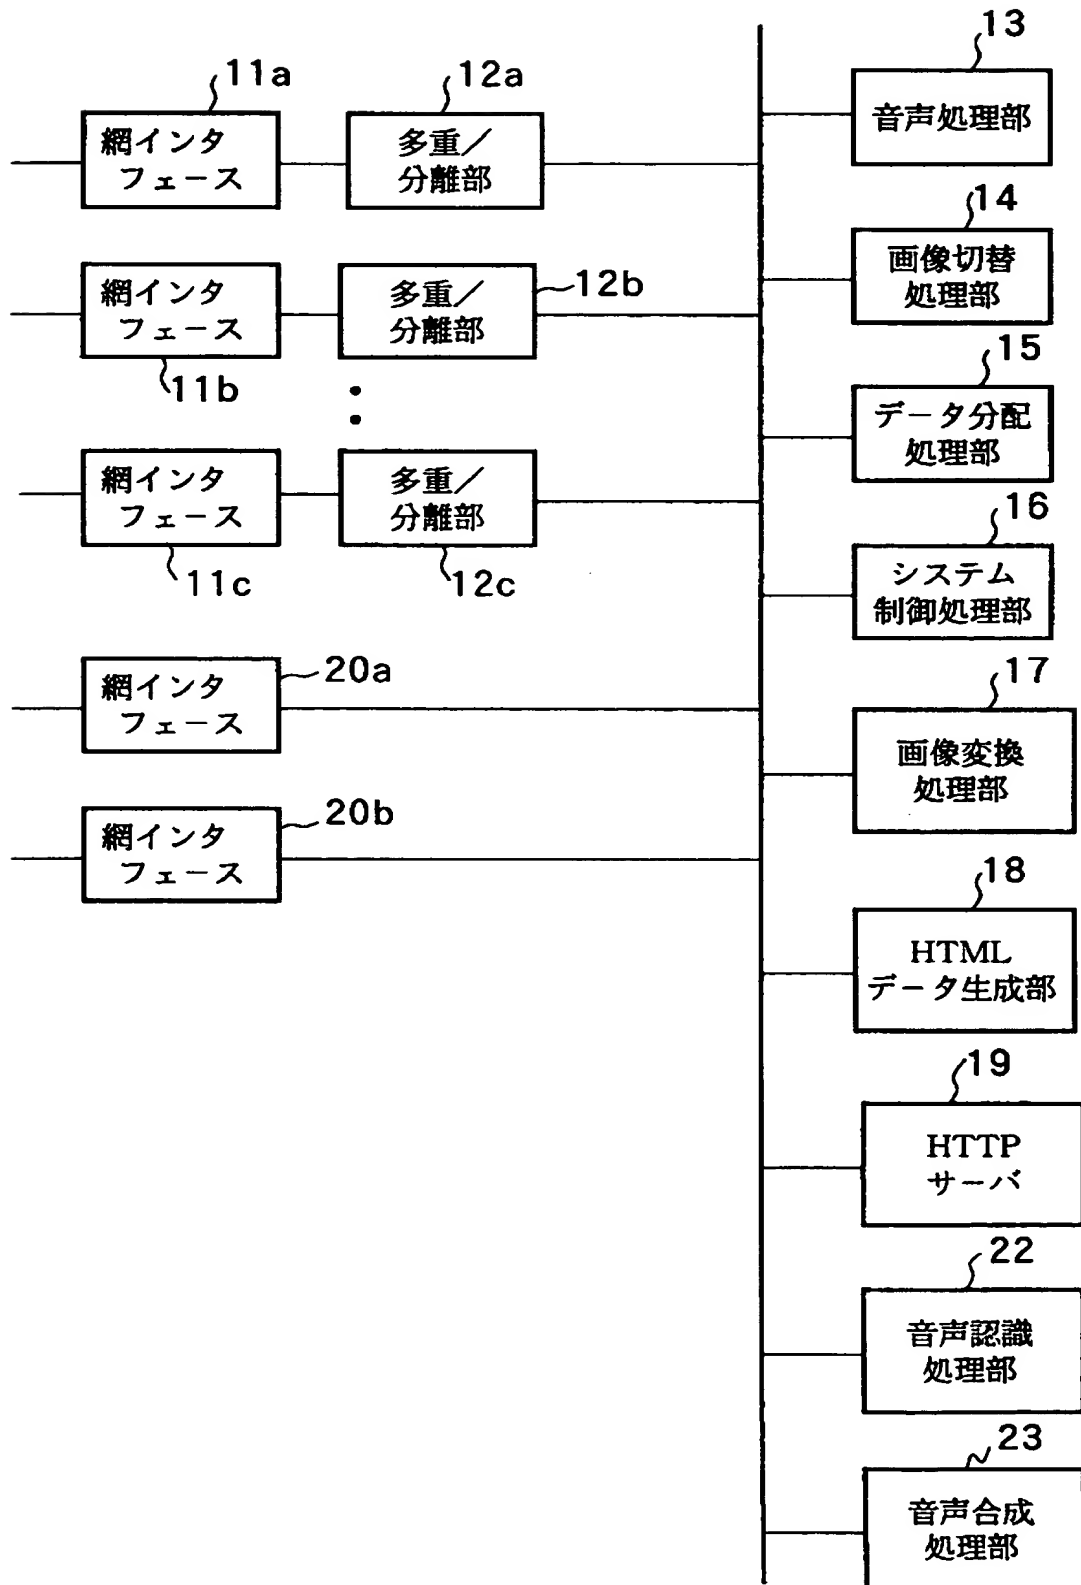 11a
網インタ
フェース
12a
多重／
分離部
13
音声処理部
網インタ
フェース
11b
多重／
分離部
12b
14
画像切替
処理部
15
データ分配
処理部
網インタ
フェース
11c
多重／
分離部
12c
16
システム
制御処理部
網インタ
フェース
20a
17
画像変換
処理部
網インタ
フェース
20b
18
HTML
データ生成部
19
HTTP
サーバ
22
音声認識
処理部
23
音声合成
処理部